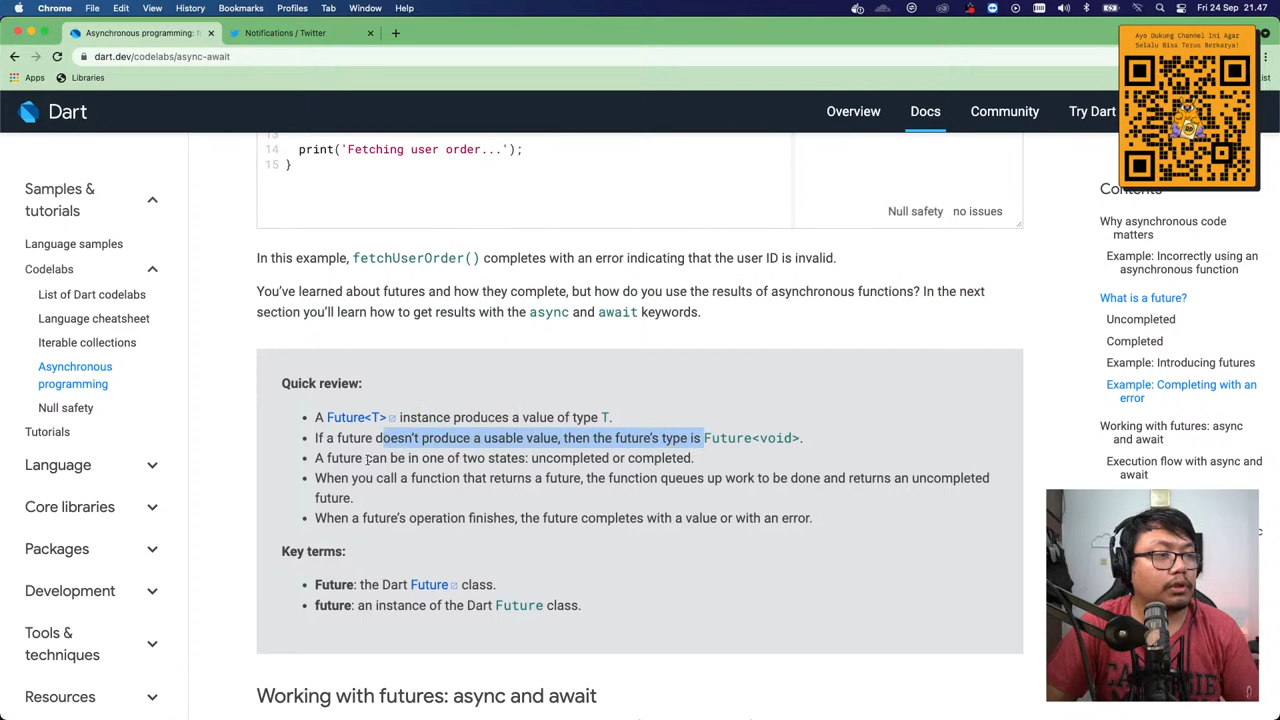 Chrome File Edit View History Bookmarks Profiles Tab Window Help
Fri 24 Sep 21.47
Asynchronous programming: f
Notifications / Twitter
dart.dev/codelabs/async-await
Apps
Libraries
Ayo Dukung Channel Ini Agar
Selalu Bisa Terus Berkarya!
Dart
Overview
Docs
Community
Try Dart
Samples &
tutorials
Language samples
Codelabs
List of Dart codelabs
Language cheatsheet
Iterable collections
Asynchronous
programming
Null safety
Tutorials
Language
Core libraries
Packages
Development
Tools &
techniques
Resources
13
14 print('Fetching user order...');
15 }
Null safety no issues
In this example, fetchUserOrder() completes with an error indicating that the user ID is invalid.
You've learned about futures and how they complete, but how do you use the results of asynchronous functions? In the next
section you'll learn how to get results with the async and await keywords.
Quick review:
• A Future<T> instance produces a value of type T.
• If a future doesn't produce a usable value, then the future's type is Future<void>.
• A future can be in one of two states: uncompleted or completed.
• When you call a function that returns a future, the function queues up work to be done and returns an uncompleted
future.
• When a future's operation finishes, the future completes with a value or with an error.
Key terms:
• Future: the Dart Future class.
• future: an instance of the Dart Future class.
Working with futures: async and await
Contents
Why asynchronous code
matters
Example: Incorrectly using an
asynchronous function
What is a future?
Uncompleted
Completed
Example: Introducing futures
Example: Completing with an
error
Working with futures: async
and await
Execution flow with async and
await